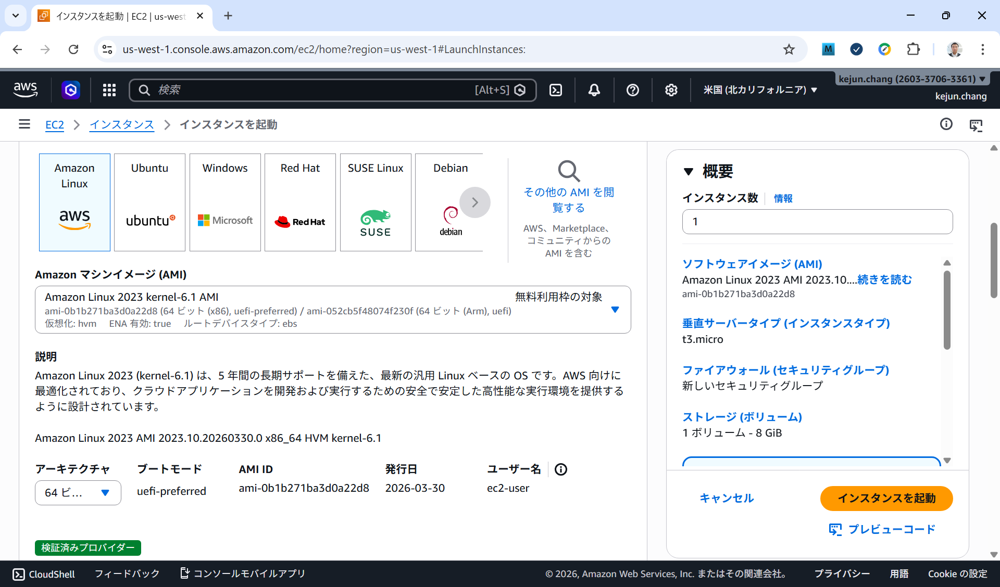 インスタンスを起動 | EC2 | us-west
us-west-1.console.aws.amazon.com/ec2/home?region=us-west-1#LaunchInstances:
M
aws
検索
[Alt+S]
米国 (北カリフォルニア) ▼
kejun.chang (2603-3706-3361) ▼
kejun.chang
EC2
インスタンス
インスタンスを起動
Amazon Linux
aws
Ubuntu
ubuntu
Windows
Microsoft
Red Hat
Red Hat
SUSE Linux
SUSE
Debian
debian
その他の AMI を閲
覧する
AWS、Marketplace、
コミュニティからの
AMI を含む
Amazon マシンイメージ (AMI)
Amazon Linux 2023 kernel-6.1 AMI
無料利用枠の対象
ami-0b1b271ba3d0a22d8 (64 ビット (x86), uefi-preferred) / ami-052cb5f48074f230f (64 ビット (Arm), uefi)
仮想化: hvm ENA 有効: true ルートデバイスタイプ: ebs
説明
Amazon Linux 2023 (kernel-6.1) は、5 年間の長期サポートを備えた、最新の汎用 Linux ベースの OS です。AWS 向けに
最適化されており、クラウドアプリケーションを開発および実行するための安全で安定した高性能な実行環境を提供する
ように設計されています。
Amazon Linux 2023 AMI 2023.10.20260330.0 x86_64 HVM kernel-6.1
アーキテクチャ
64 ビ...
ブートモード
uefi-preferred
AMI ID
ami-0b1b271ba3d0a22d8
発行日
2026-03-30
ユーザー名
ec2-user
検証済みプロバイダー
▼ 概要
インスタンス数
情報
1
ソフトウェアイメージ (AMI)
Amazon Linux 2023 AMI 2023.10....続きを読む
ami-0b1b271ba3d0a22d8
垂直サーバータイプ (インスタンスタイプ)
t3.micro
ファイアウォール (セキュリティグループ)
新しいセキュリティグループ
ストレージ (ボリューム)
1 ボリューム - 8 GiB
キャンセル
インスタンスを起動
プレビューコード
CloudShell
フィードバック
コンソールモバイルアプリ
© 2026, Amazon Web Services, Inc. またはその関連会社。
プライバシー
用語
Cookie の設定